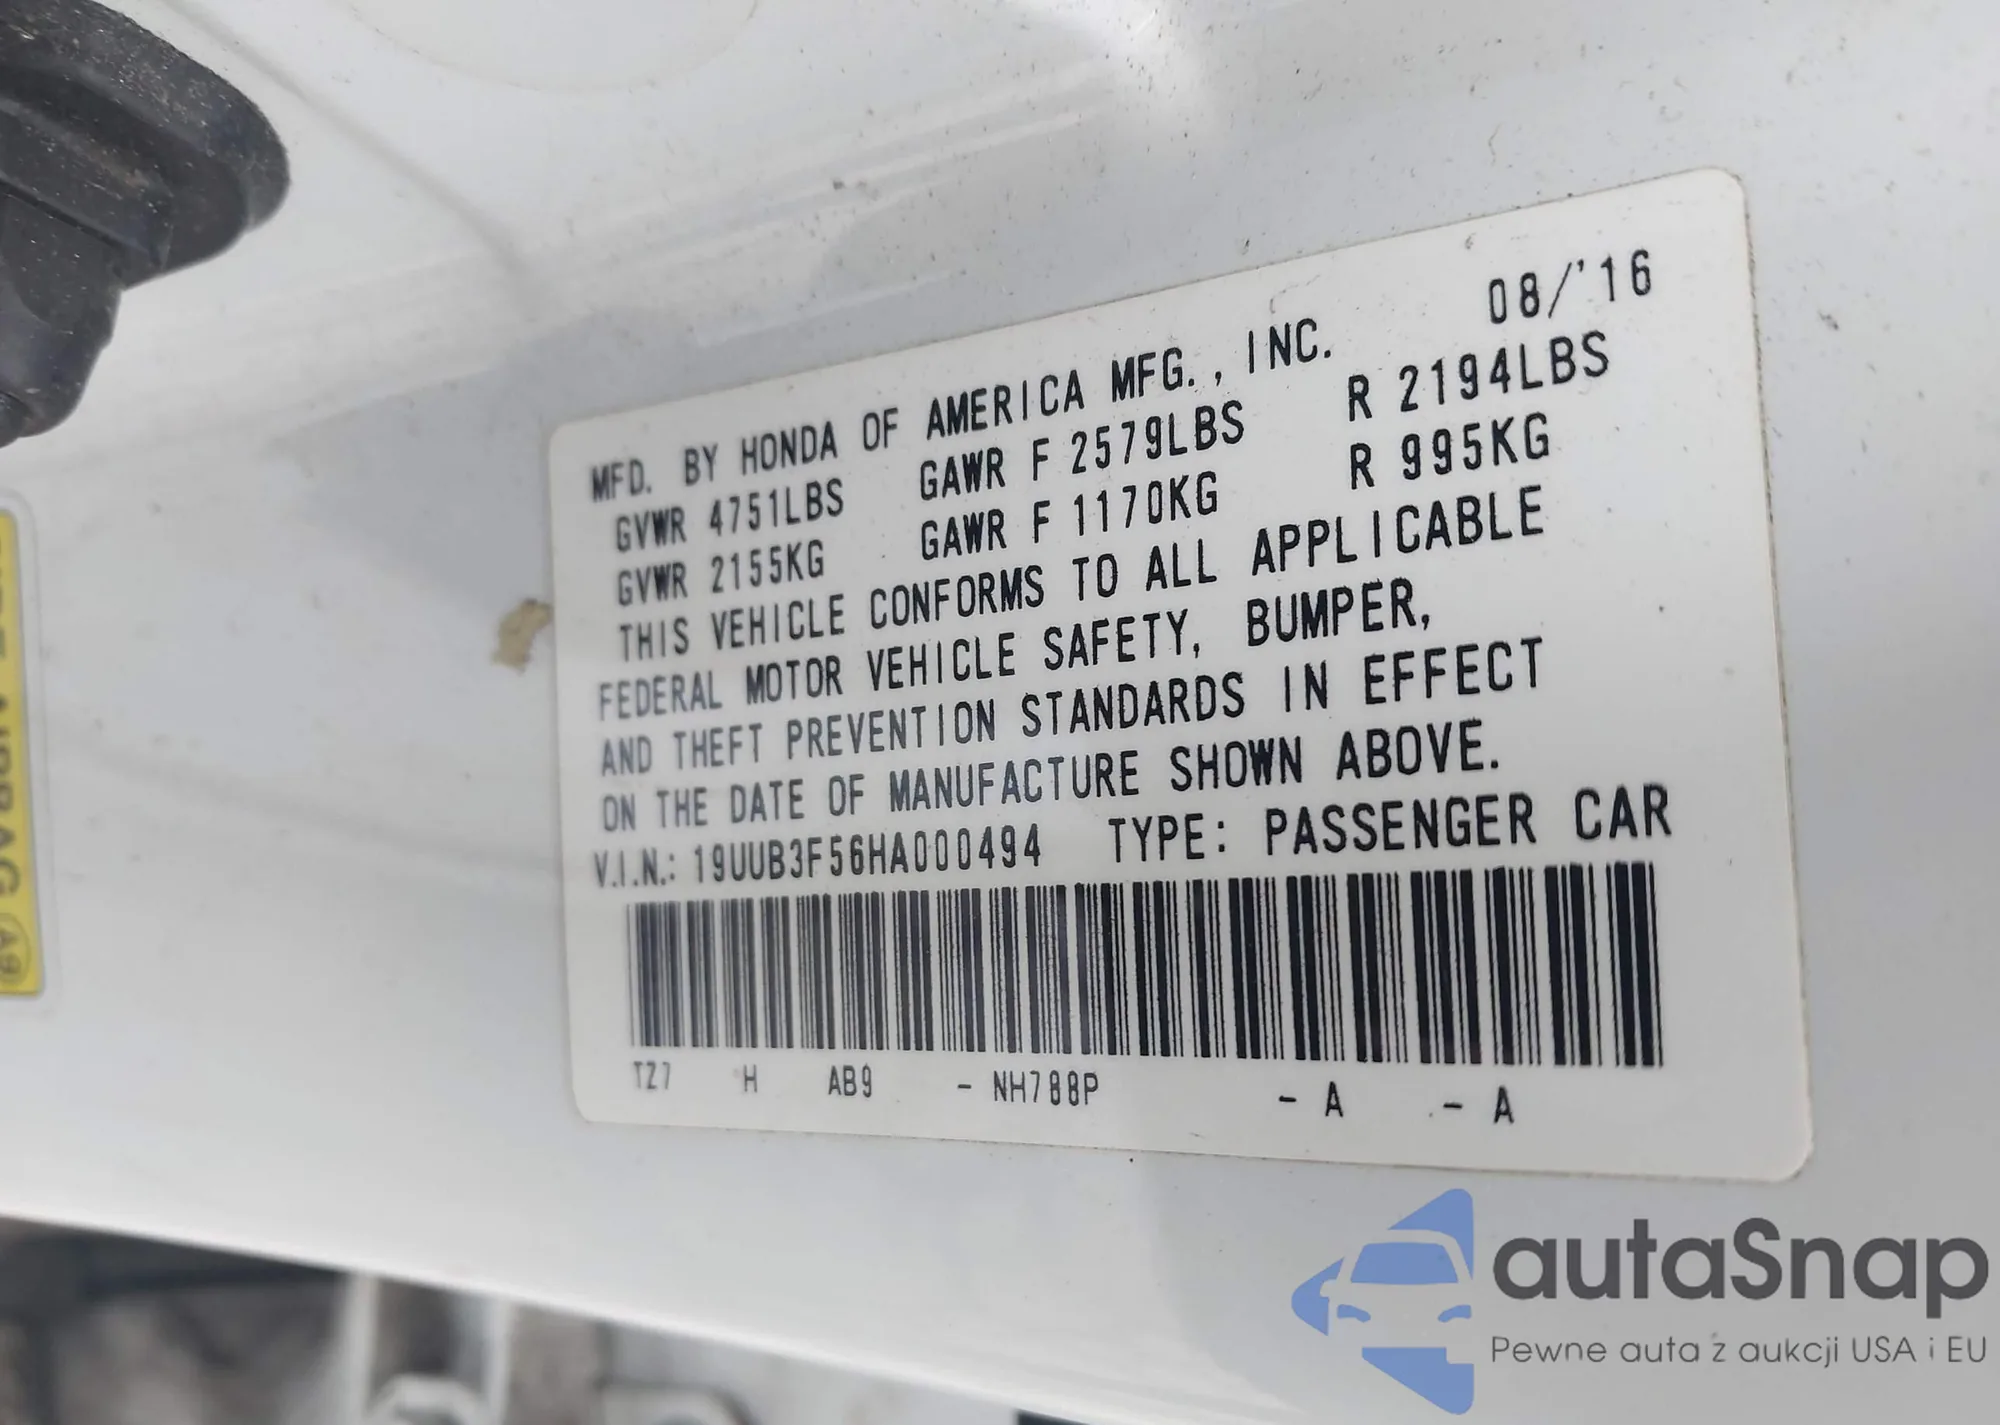 MFD. BY HONDA OF AMERICA MFG., INC. 08/'16
GVWR 4751LBS GAWR F 2579LBS R 2194LBS
GVWR 2155KG GAWR F 1170KG R 995KG
THIS VEHICLE CONFORMS TO ALL APPLICABLE
FEDERAL MOTOR VEHICLE SAFETY, BUMPER,
AND THEFT PREVENTION STANDARDS IN EFFECT
ON THE DATE OF MANUFACTURE SHOWN ABOVE.
V.I.N.: 19UUB3F56HA000494 TYPE: PASSENGER CAR
TZ7 H AB9 - NH788P - A - A
AIRBAG A9
autaSnap
Pewne auta z aukcji USA i EU